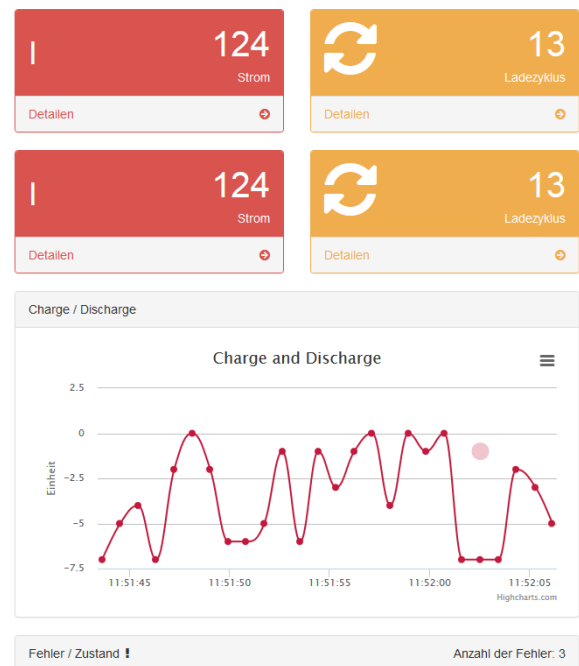 I 124
Strom
Detailen
13
Ladezyklus
Detailen
I 124
Strom
Detailen
13
Ladezyklus
Detailen
Charge / Discharge
Charge and Discharge
Einheit
2.5
0
−2.5
−5
−7.5
11:51:45 11:51:50 11:51:55 11:52:00 11:52:05
Highcharts.com
Fehler / Zustand ! Anzahl der Fehler: 3